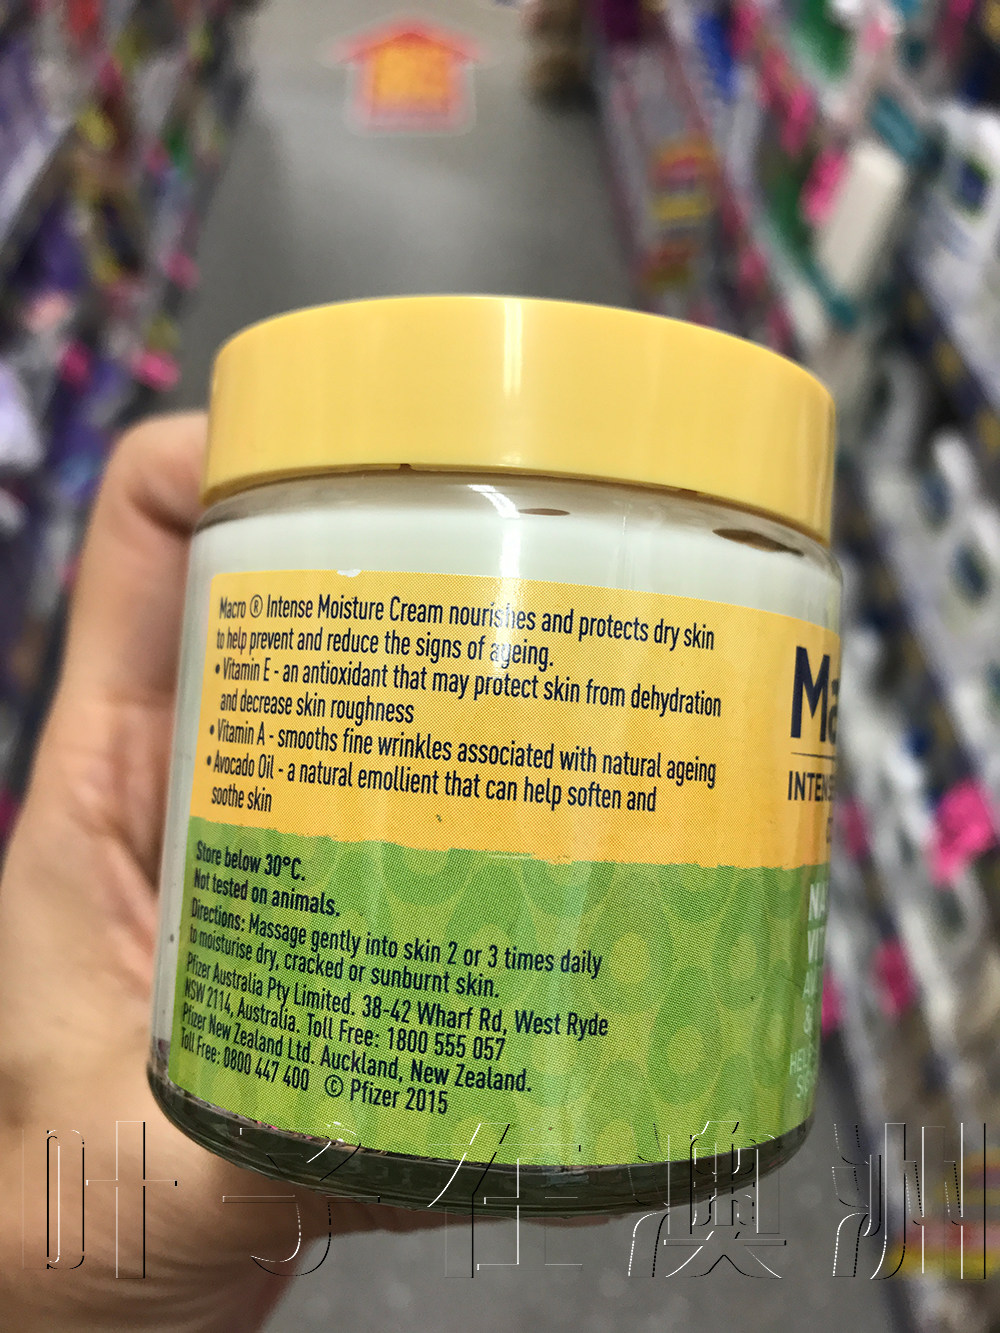 Macro ® Intense Moisture Cream nourishes and protects dry skin
to help prevent and reduce the signs of ageing.
• Vitamin E - an antioxidant that may protect skin from dehydration
and decrease skin roughness
• Vitamin A - smooths fine wrinkles associated with natural ageing
• Avocado Oil - a natural emollient that can help soften and
soothe skin
Store below 30°C.
Not tested on animals.
Directions: Massage gently into skin 2 or 3 times daily
to moisturise dry, cracked or sunburnt skin.
Pfizer Australia Pty Limited. 38-42 Wharf Rd, West Ryde
NSW 2114, Australia. Toll Free: 1800 555 057
Pfizer New Zealand Ltd. Auckland, New Zealand.
Toll Free: 0800 447 400 © Pfizer 2015
叶子在澳洲